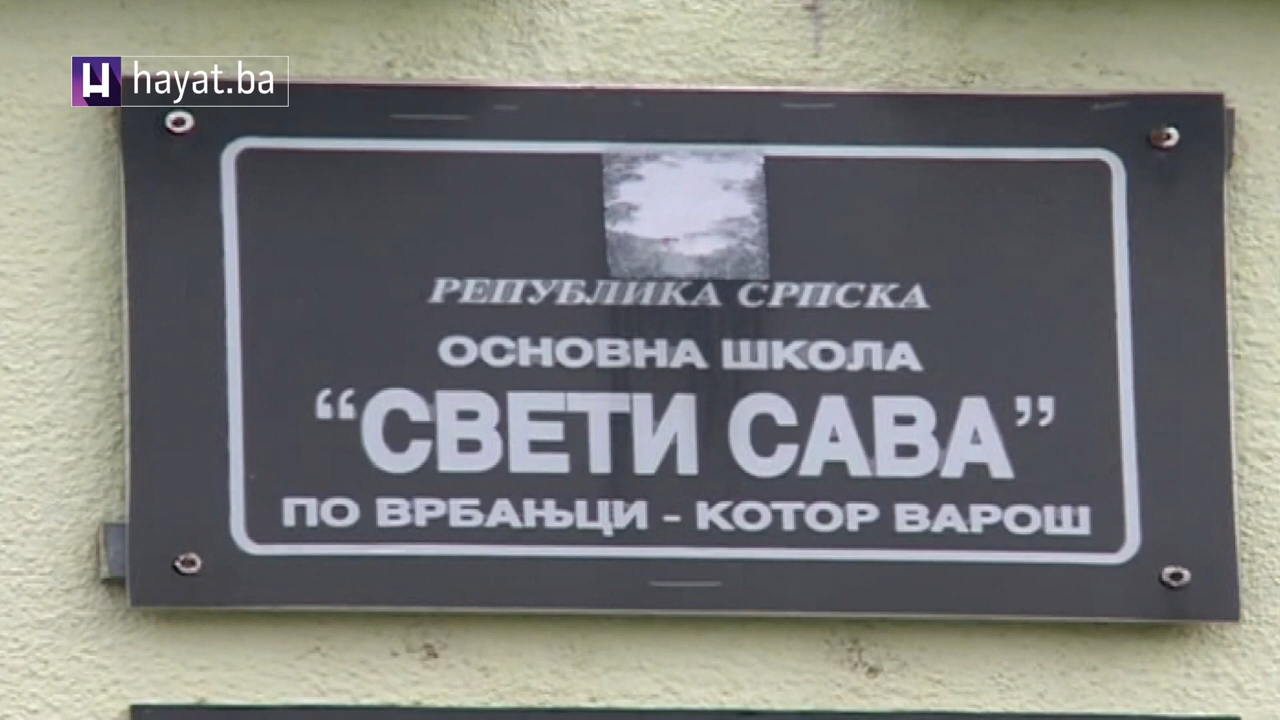 hayat.ba
РЕПУБЛИКА СРПСКА
ОСНОВНА ШКОЛА
“СВЕТИ САВА”
ПО ВРБАЊЦИ - КОТОР ВАРОШ